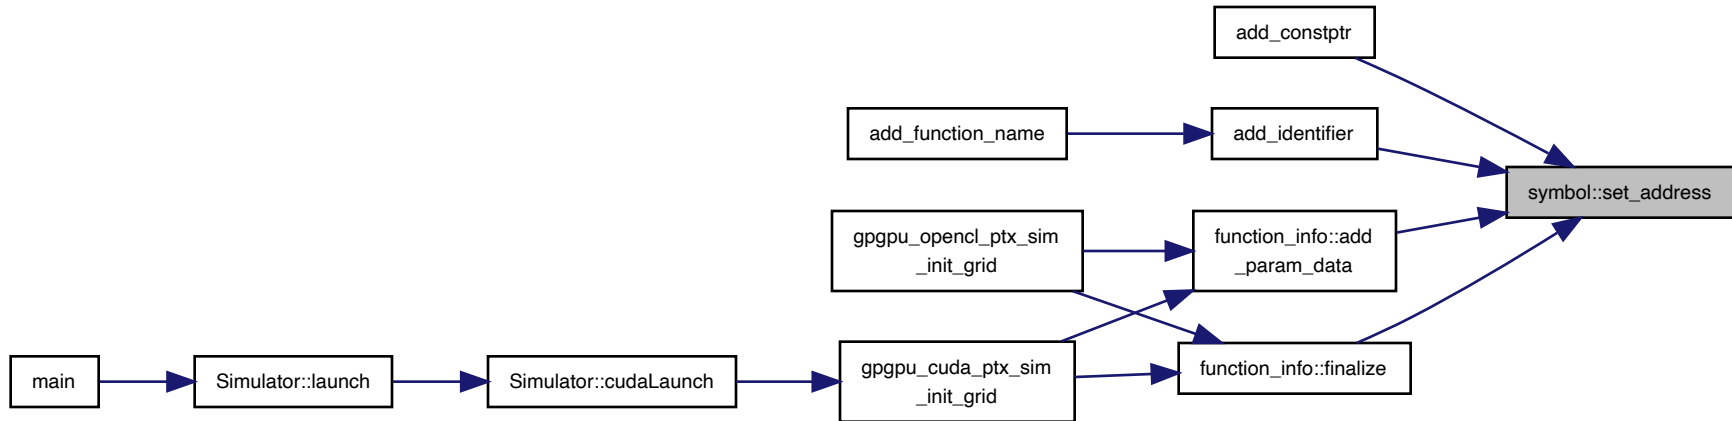 add_constptr
add_function_name
add_identifier
symbol::set_address
gpgpu_opencl_ptx_sim
_init_grid
function_info::add
_param_data
main
Simulator::launch
Simulator::cudaLaunch
gpgpu_cuda_ptx_sim
_init_grid
function_info::finalize